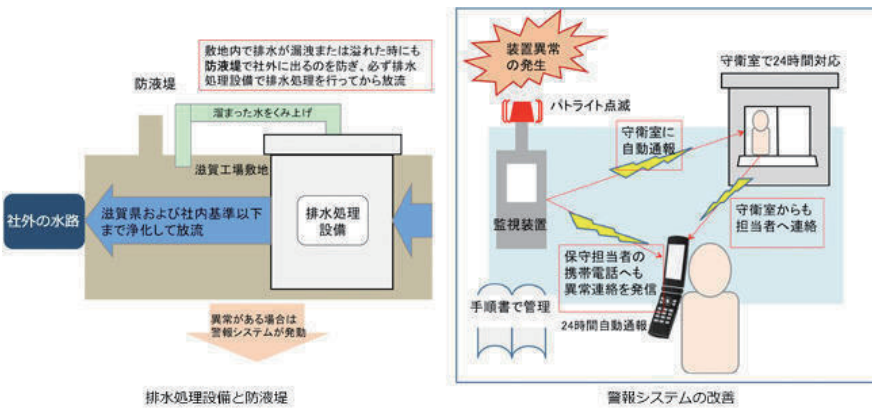 敷地内で排水が漏洩または溢れた時にも
防液堤で社外に出るのを防ぎ、必ず排水
処理設備で排水処理を行ってから放流
防液堤
溜まった水をくみ上げ
滋賀工場敷地
社外の水路
滋賀県および社内基準以下
まで浄化して放流
排水処理
設備
異常がある場合は
警報システムが発動
排水処理設備と防液堤
装置異常
の発生
パトライト点滅
守衛室で24時間対応
守衛室に
自動通報
監視装置
守衛室からも
担当者へ連絡
保守担当者の
携帯電話へも
異常連絡を発信
手順書で管理
24時間自動通報
警報システムの改善